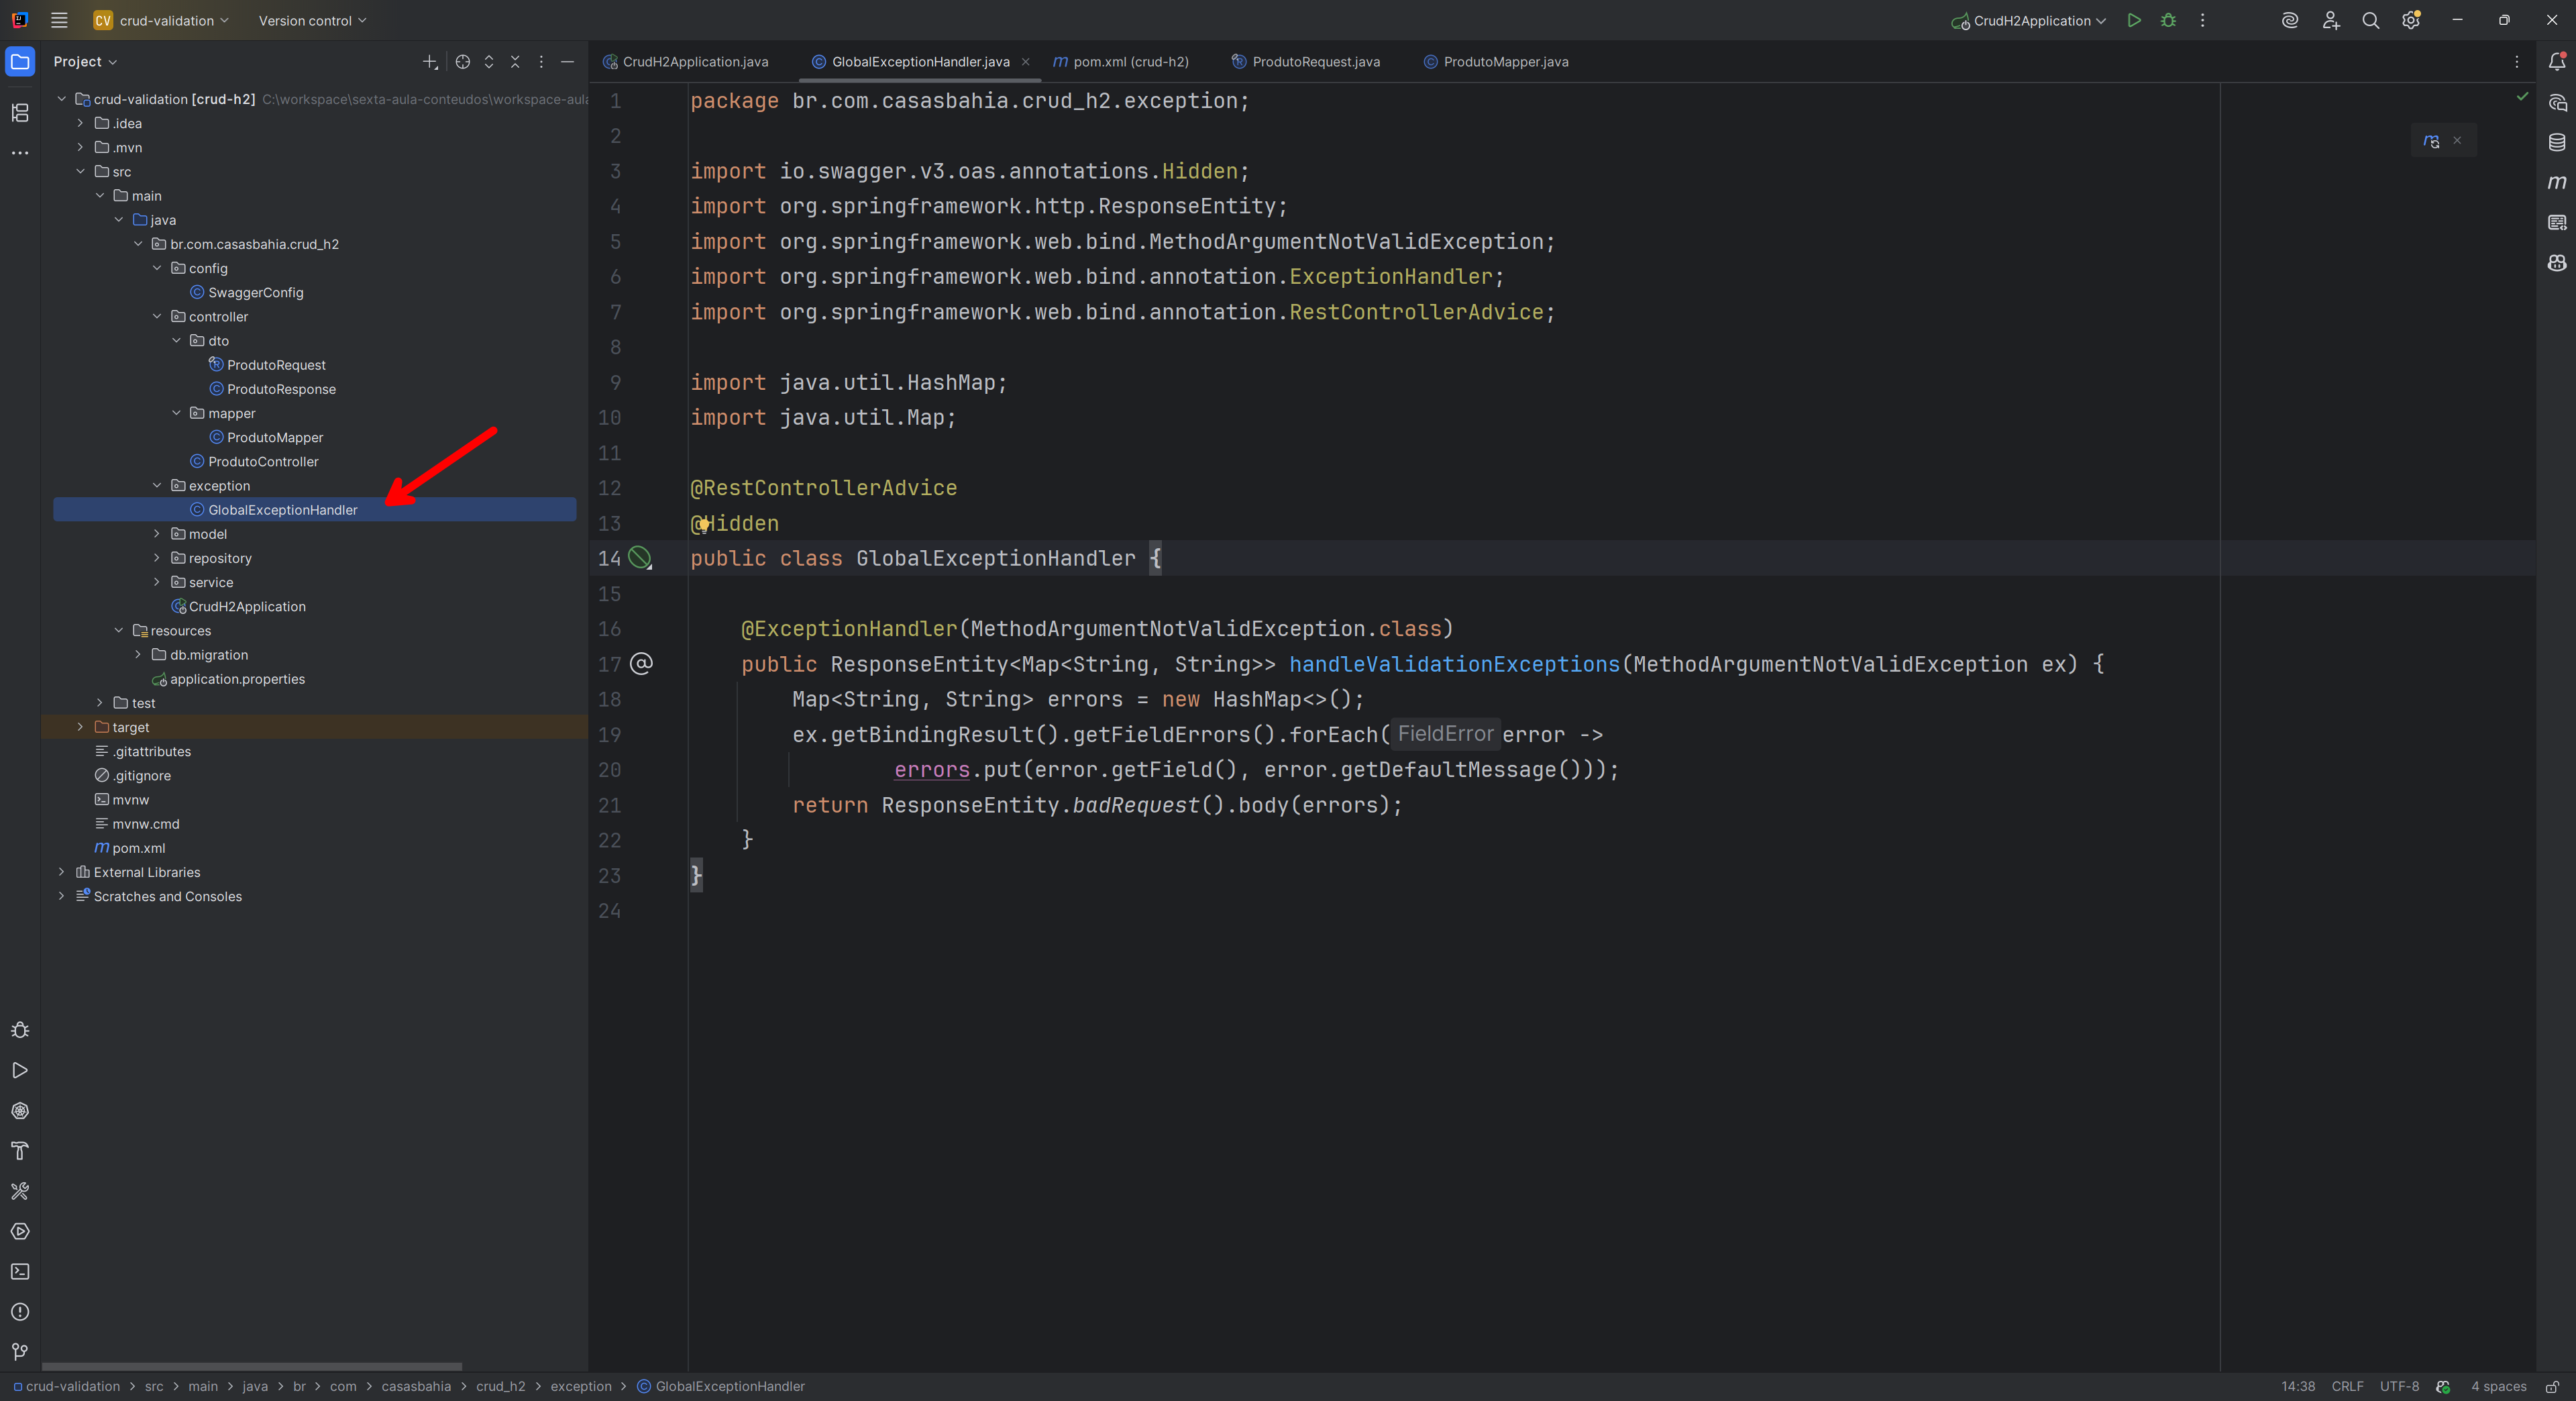 CV crud-validation Version control CrudH2Application
Project
CrudH2Application.java GlobalExceptionHandler.java pom.xml (crud-h2) ProdutoRequest.java ProdutoMapper.java
crud-validation [crud-h2] C:\workspace\sexta-aula-conteudos\workspace-aula
.idea
.mvn
src
main
java
br.com.casasbahia.crud_h2
config
SwaggerConfig
controller
dto
ProdutoRequest
ProdutoResponse
mapper
ProdutoMapper
ProdutoController
exception
GlobalExceptionHandler
model
repository
service
CrudH2Application
resources
db.migration
application.properties
test
target
.gitattributes
.gitignore
mvnw
mvnw.cmd
pom.xml
External Libraries
Scratches and Consoles
1 package br.com.casasbahia.crud_h2.exception;
2
3 import io.swagger.v3.oas.annotations.Hidden;
4 import org.springframework.http.ResponseEntity;
5 import org.springframework.web.bind.MethodArgumentNotValidException;
6 import org.springframework.web.bind.annotation.ExceptionHandler;
7 import org.springframework.web.bind.annotation.RestControllerAdvice;
8
9 import java.util.HashMap;
10 import java.util.Map;
11
12 @RestControllerAdvice
13 @Hidden
14 public class GlobalExceptionHandler {
15
16 @ExceptionHandler(MethodArgumentNotValidException.class)
17 public ResponseEntity<Map<String, String>> handleValidationExceptions(MethodArgumentNotValidException ex) {
18 Map<String, String> errors = new HashMap<>();
19 ex.getBindingResult().getFieldErrors().forEach( FieldError error ->
20 errors.put(error.getField(), error.getDefaultMessage()));
21 return ResponseEntity.badRequest().body(errors);
22 }
23 }
24
crud-validation > src > main > java > br > com > casasbahia > crud_h2 > exception > GlobalExceptionHandler
14:38 CRLF UTF-8 4 spaces